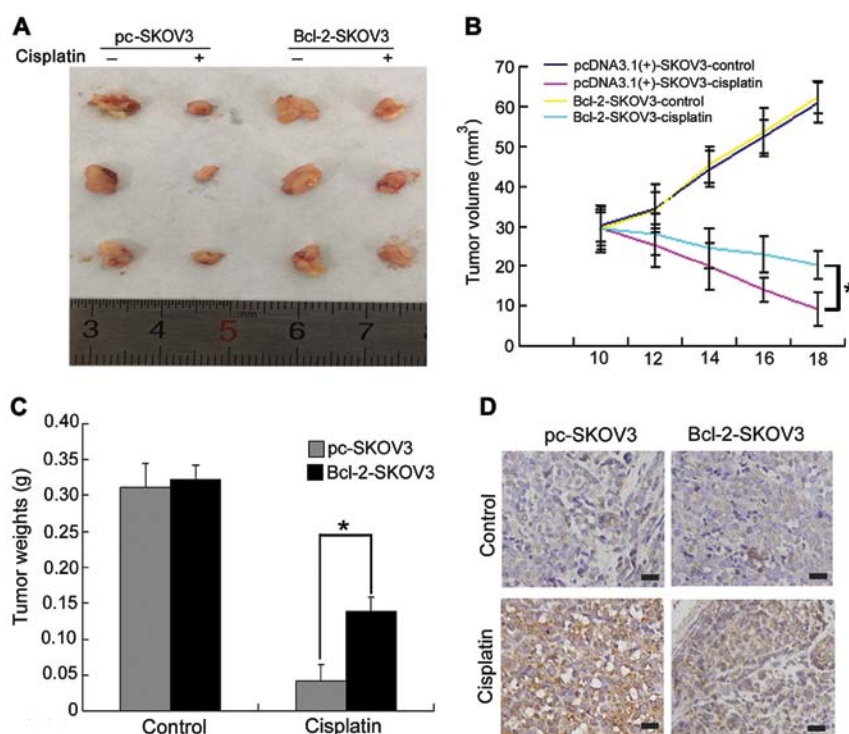 A
pc-SKOV3
Bcl-2-SKOV3
Cisplatin – + – +
3 4 5 6 7
mm
B
pcDNA3.1(+)-SKOV3-control
pcDNA3.1(+)-SKOV3-cisplatin
Bcl-2-SKOV3-control
Bcl-2-SKOV3-cisplatin
Tumor volume (mm³)
70
60
50
40
30
20
10
0
10 12 14 16 18
*
C
Tumor weights (g)
0.40
0.35
0.30
0.25
0.20
0.15
0.10
0.05
0
pc-SKOV3
Bcl-2-SKOV3
*
Control Cisplatin
D
pc-SKOV3 Bcl-2-SKOV3
Control
Cisplatin